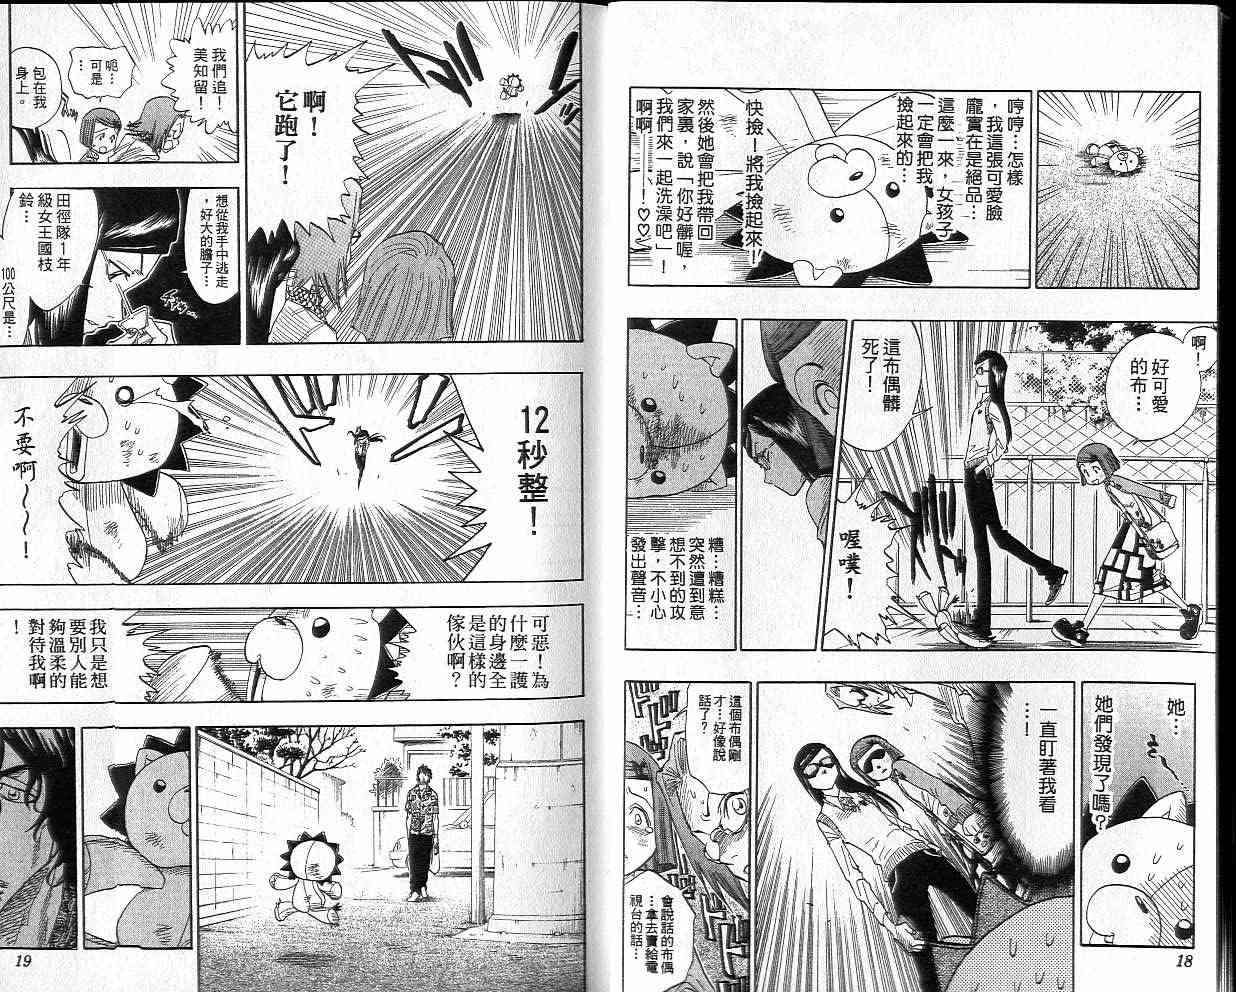 哼哼…怎樣
，我這張可愛臉
龐實在是絕品…
這麼一來，女孩子
一定會把我
撿起來的…
快撿！將我撿起來!!
然後她會把我帶回
家裏，說「你好髒喔，
我們來一起洗澡吧」！
啊啊——！♡♡
啊！
好可愛
的布…
這布偶髒
死了！
喔噗！
糟…糟糕…
突然遭到意
想不到的攻
擊，不小心
發出聲音…
她…
她們發現了嗎？
一直盯著我看
…！
這個布偶剛
才…好像說
話了？
會說話的布偶
…拿去賣給電
視台的話…
18
啊！
它跑了！
我們追！
美知留！
呃…
可是
…
包在我
身上。
想從我手中逃走
，好大的膽子…
田徑隊1年
級女王國枝
鈴…
100公尺是…
12秒整！
不要啊～～！
可惡！為
什麼一護
的身邊全
是這樣的
傢伙啊？
我只是想
要別人能
夠溫柔的
對待我啊
！
19